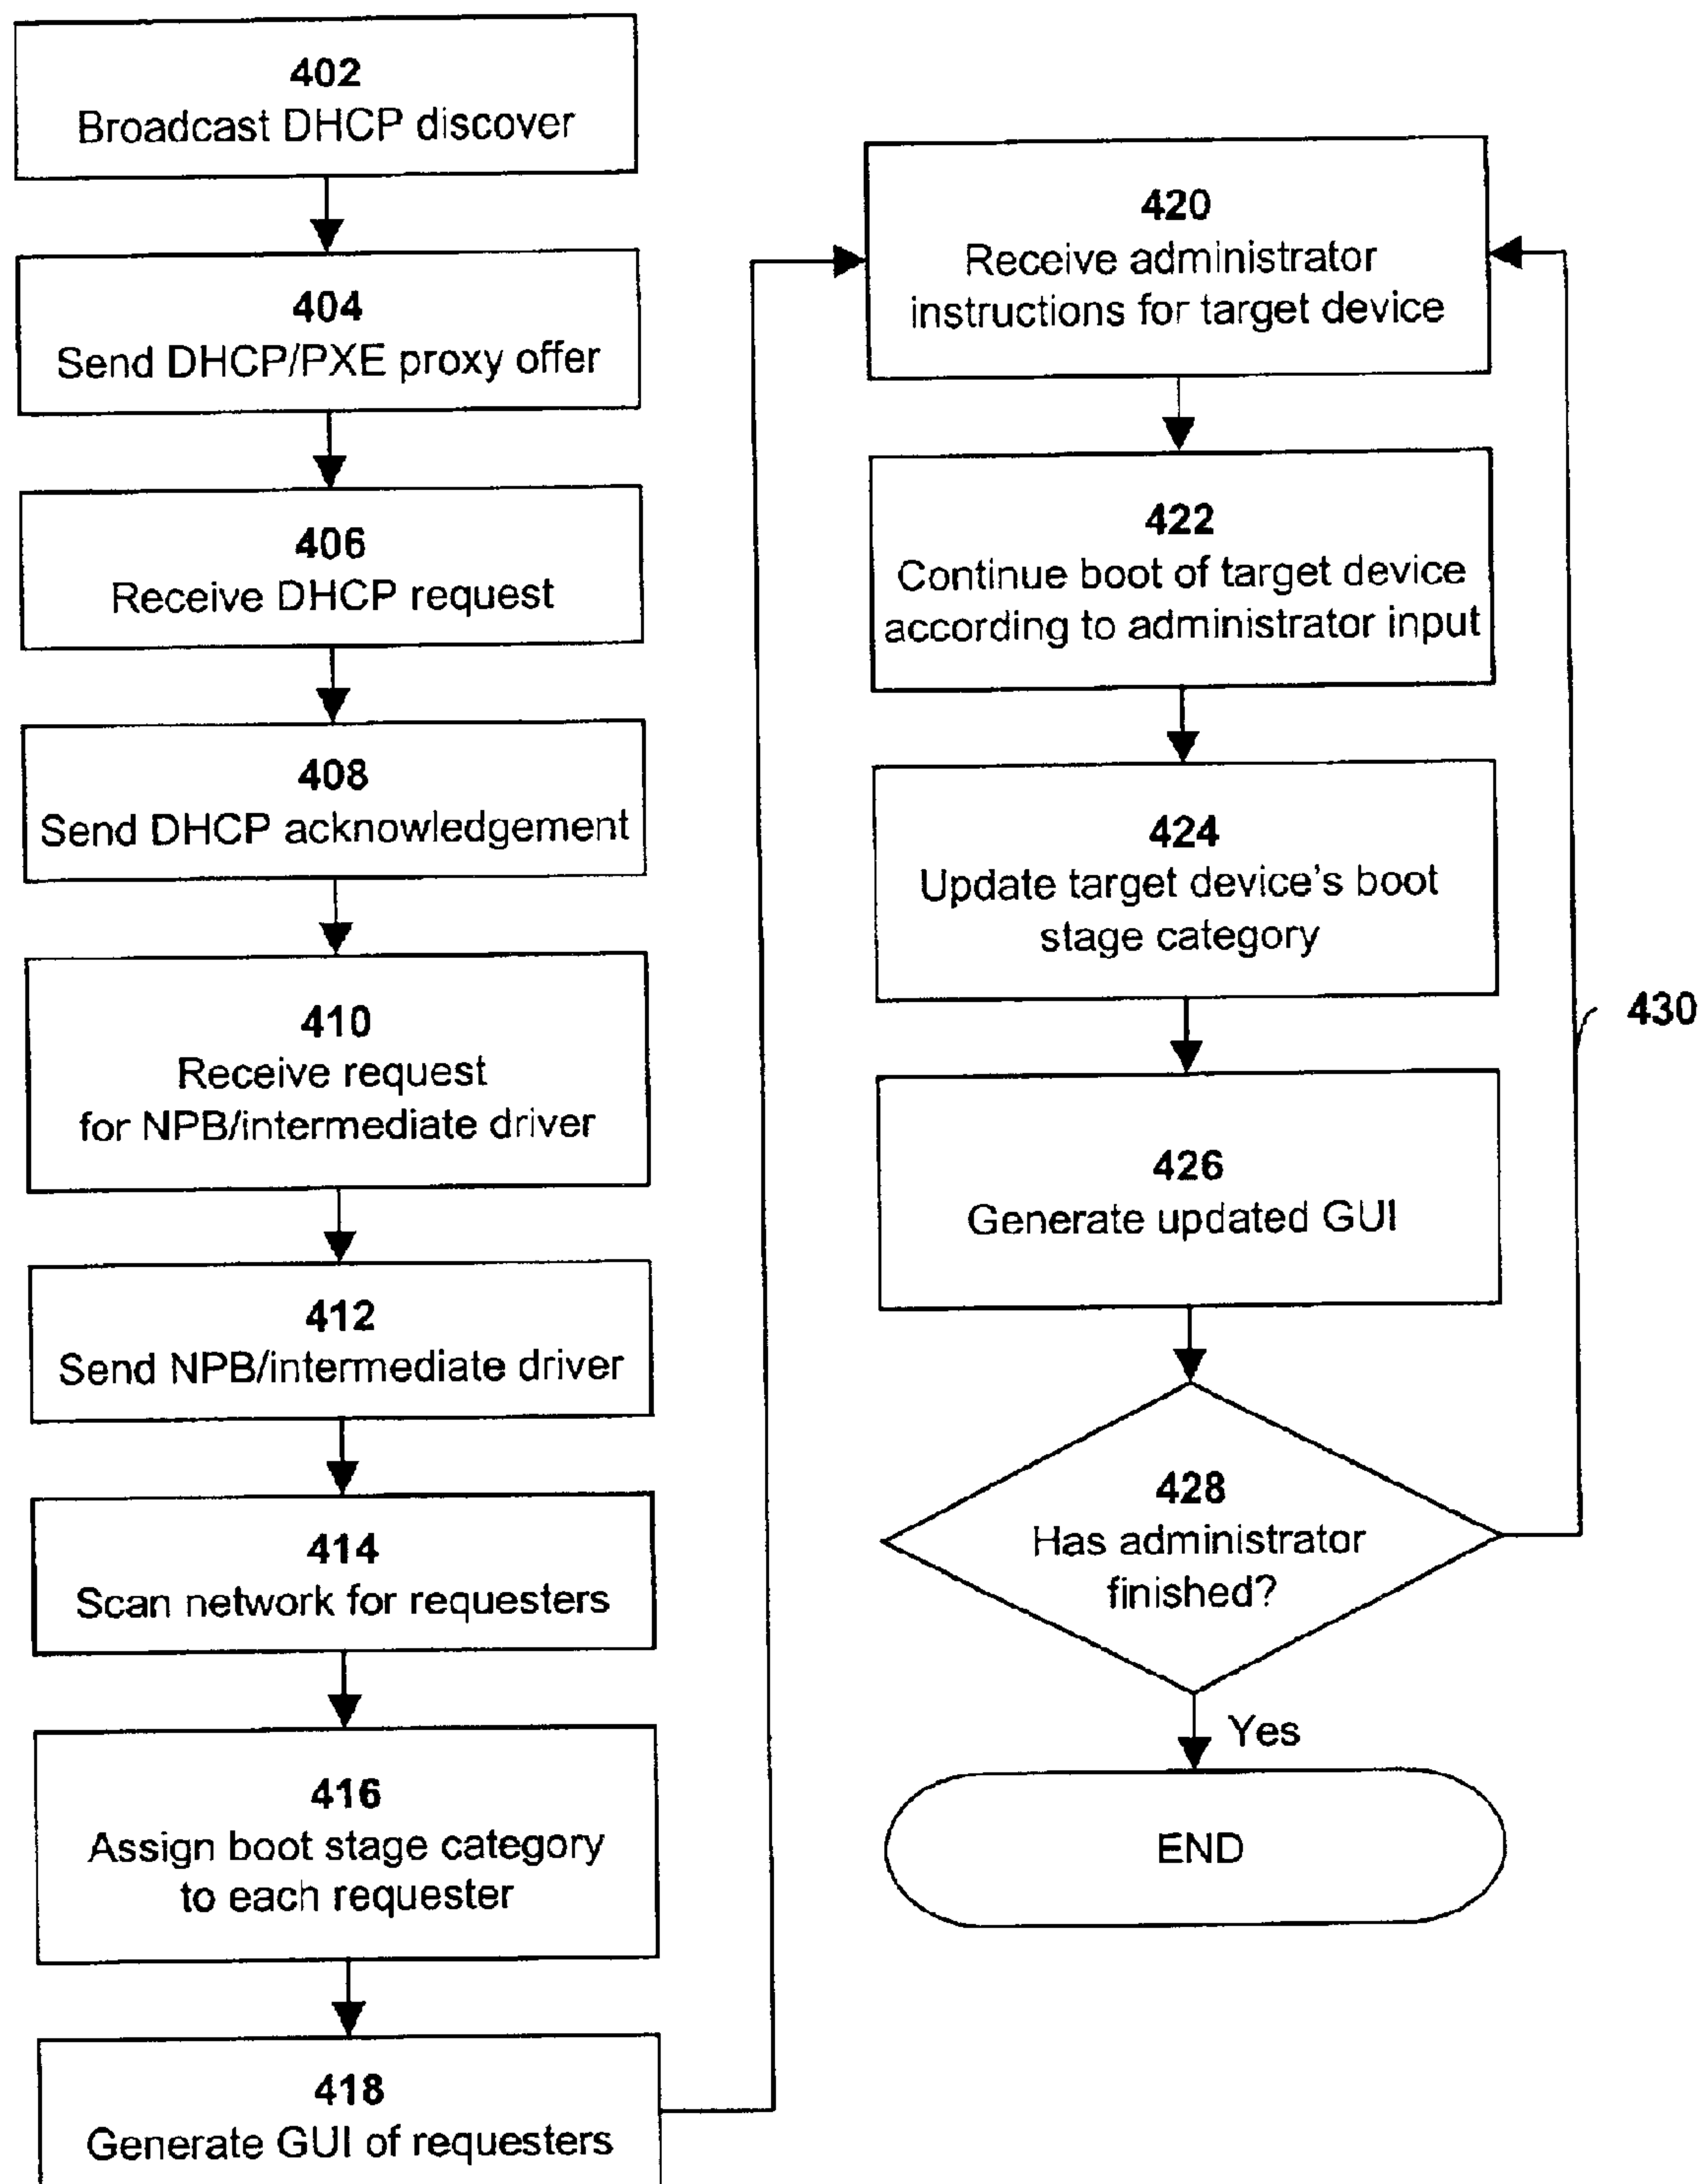 402
Broadcast DHCP discover
404
Send DHCP/PXE proxy offer
406
Receive DHCP request
408
Send DHCP acknowledgement
410
Receive request
for NPB/intermediate driver
412
Send NPB/intermediate driver
414
Scan network for requesters
416
Assign boot stage category
to each requester
418
Generate GUI of requesters
420
Receive administrator
instructions for target device
422
Continue boot of target device
according to administrator input
424
Update target device's boot
stage category
430
426
Generate updated GUI
428
Has administrator
finished?
Yes
END